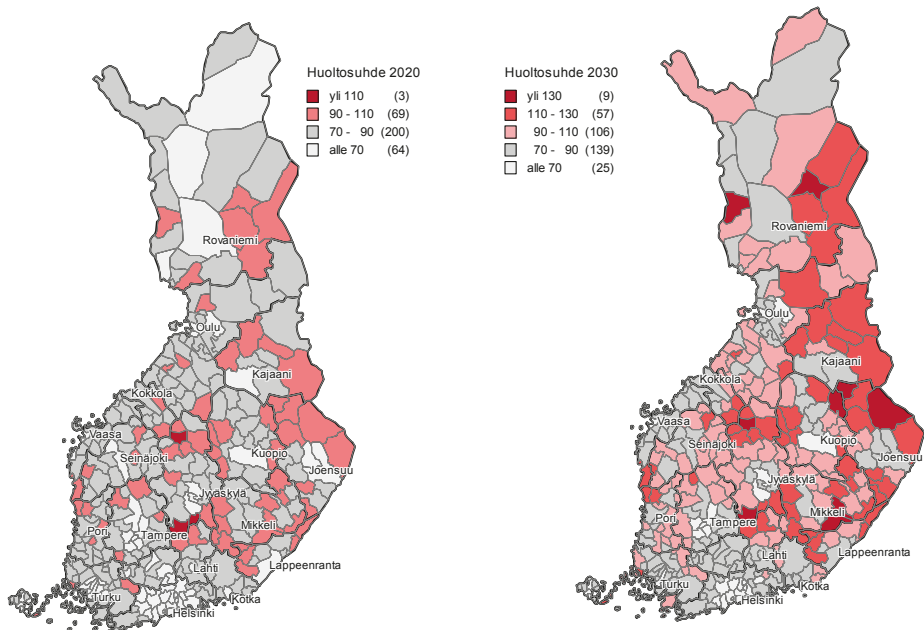 Huoltosuhde 2020
yli 110 (3)
90 - 110 (69)
70 - 90 (200)
alle 70 (64)
Rovaniemi
Oulu
Kajaani
Kokkola
Vaasa
Seinäjoki
Kuopio
Joensuu
Jyväskylä
Pori
Tampere
Mikkeli
Lahti
Lappeenranta
Turku
Kotka
Helsinki
Huoltosuhde 2030
yli 130 (9)
110 - 130 (57)
90 - 110 (106)
70 - 90 (139)
alle 70 (25)
Rovaniemi
Oulu
Kajaani
Kokkola
Vaasa
Seinäjoki
Kuopio
Joensuu
Jyväskylä
Pori
Tampere
Mikkeli
Lahti
Lappeenranta
Turku
Kotka
Helsinki